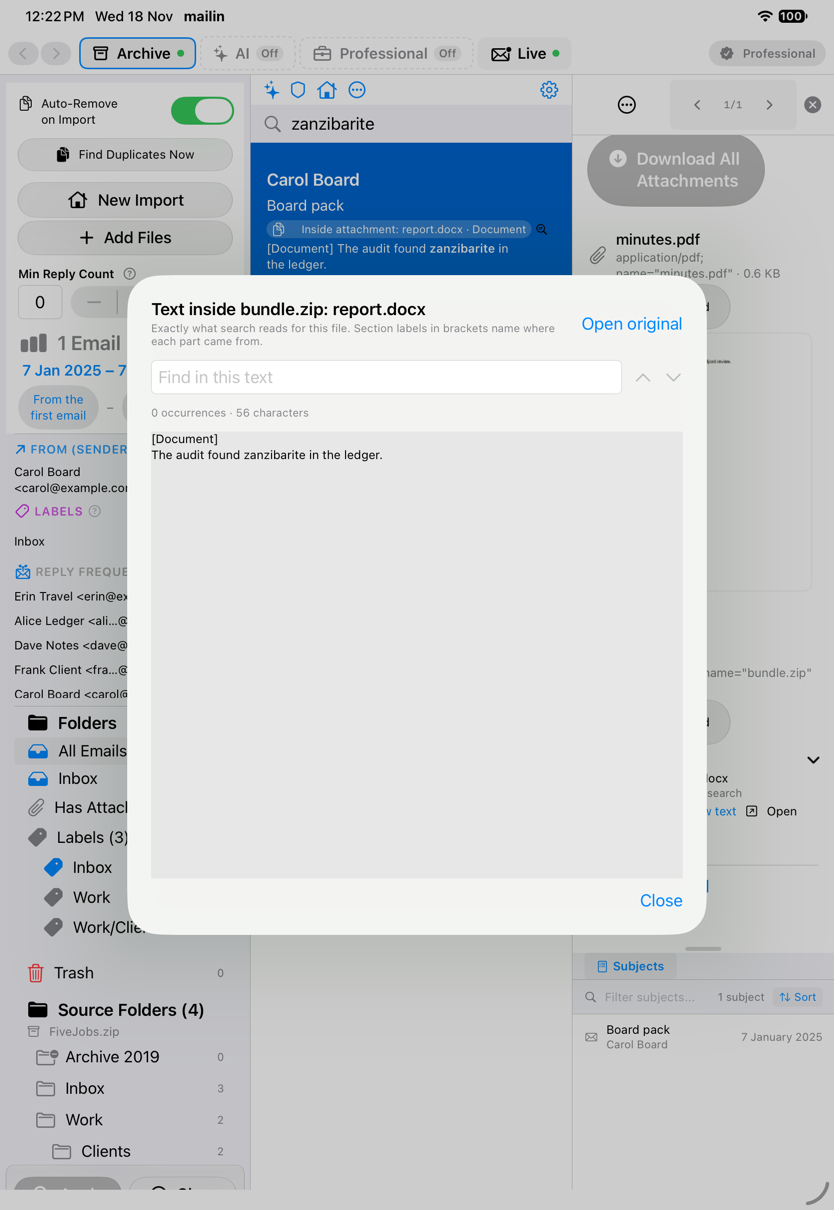 12:22 PM Wed 18 Nov mailin
100
Archive
AI Off
Professional Off
Live
Professional
Auto-Remove
on Import
Find Duplicates Now
New Import
Add Files
Min Reply Count
0
1 Email
7 Jan 2025 – 7
From the
first email
–
FROM (SENDER
Carol Board
<carol@example.co
LABELS
Inbox
REPLY FREQUE
Erin Travel <erin@ex
Alice Ledger <ali...@
Dave Notes <dave@
Frank Client <fra...@
Carol Board <carol@
Folders
All Emails
Inbox
Has Attac
Labels (3)
Inbox
Work
Work/Clie
Trash 0
Source Folders (4)
FiveJobs.zip
Archive 2019 0
Inbox 3
Work 2
Clients 2
zanzibarite
Carol Board
Board pack
Inside attachment: report.docx · Document
[Document] The audit found zanzibarite in
the ledger.
1/1
Download All
Attachments
minutes.pdf
application/pdf;
name="minutes.pdf" · 0.6 KB
d
Text inside bundle.zip: report.docx
Exactly what search reads for this file. Section labels in brackets name where
each part came from.
Open original
Find in this text
0 occurrences · 56 characters
[Document]
The audit found zanzibarite in the ledger.
Close
name="bundle.zip"
d
ocx
search
w text
Open
Subjects
Filter subjects... 1 subject Sort
Board pack
Carol Board
7 January 2025